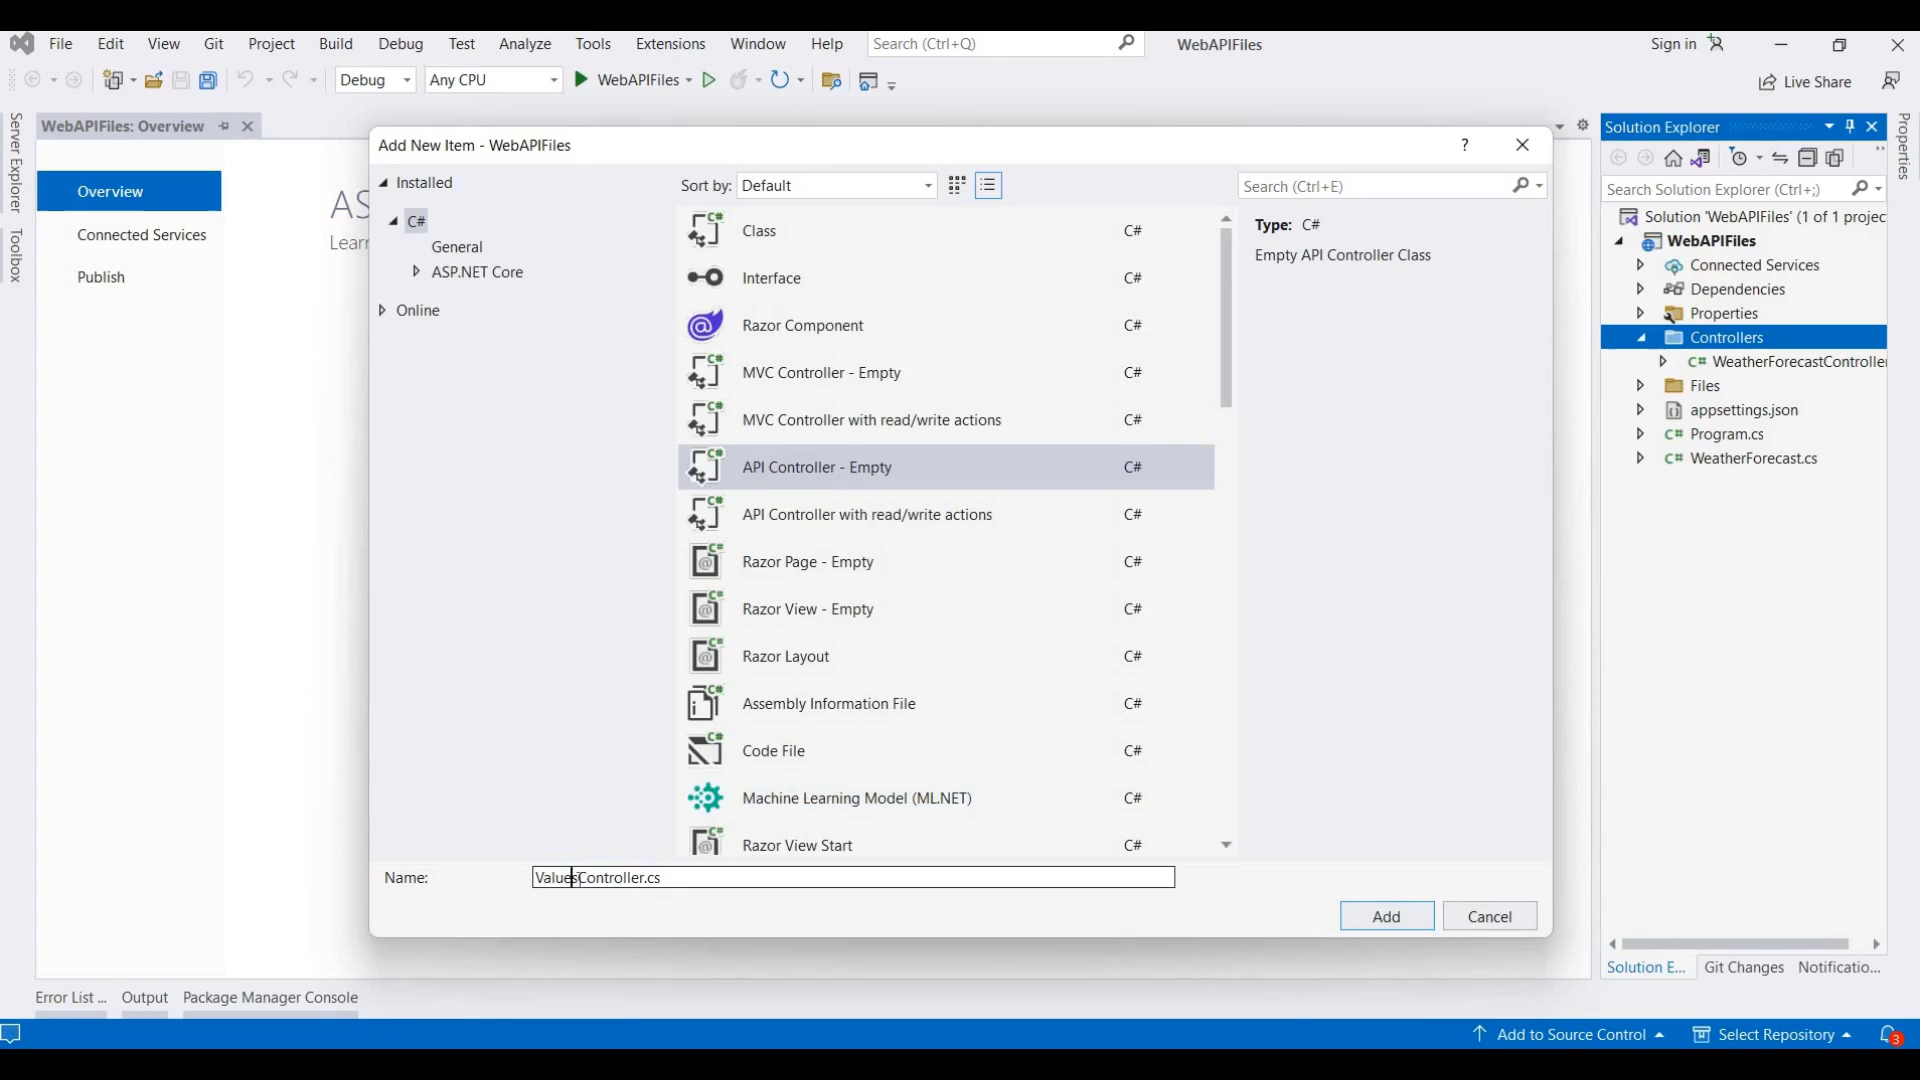 File Edit View Git Project Build Debug Test Analyze Tools Extensions Window Help Search (Ctrl+Q) WebAPIFiles Sign in
Debug Any CPU WebAPIFiles Live Share
Server Explorer
Toolbox
WebAPIFiles: Overview
Overview
Connected Services
Publish
AS
Learn
Add New Item - WebAPIFiles ?
Installed
C#
General
ASP.NET Core
Online
Sort by: Default
Search (Ctrl+E)
Class C#
Interface C#
Razor Component C#
MVC Controller - Empty C#
MVC Controller with read/write actions C#
API Controller - Empty C#
API Controller with read/write actions C#
Razor Page - Empty C#
Razor View - Empty C#
Razor Layout C#
Assembly Information File C#
Code File C#
Machine Learning Model (ML.NET) C#
Razor View Start C#
Type: C#
Empty API Controller Class
Name: ValuesController.cs
Add Cancel
Solution Explorer
Search Solution Explorer (Ctrl+;)
Solution 'WebAPIFiles' (1 of 1 projec
WebAPIFiles
Connected Services
Dependencies
Properties
Controllers
C# WeatherForecastController
Files
appsettings.json
C# Program.cs
C# WeatherForecast.cs
Solution E... Git Changes Notificatio...
Properties
Error List ... Output Package Manager Console
Add to Source Control Select Repository 3